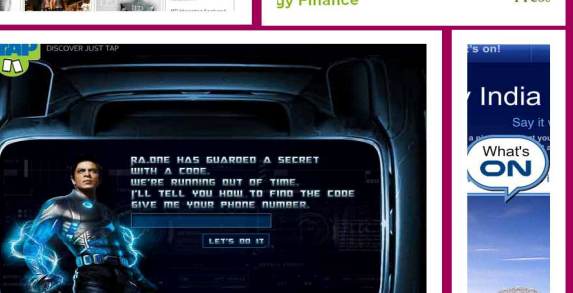 gy Finance
TAP
DISCOVER JUST TAP
RA.ONE HAS GUARDED A SECRET
WITH A CODE.
WE'RE RUNNING OUT OF TIME.
I'LL TELL YOU HOW TO FIND THE CODE
GIVE ME YOUR PHONE NUMBER.
LET'S DO IT
's on!
India
Say it
What's
ON